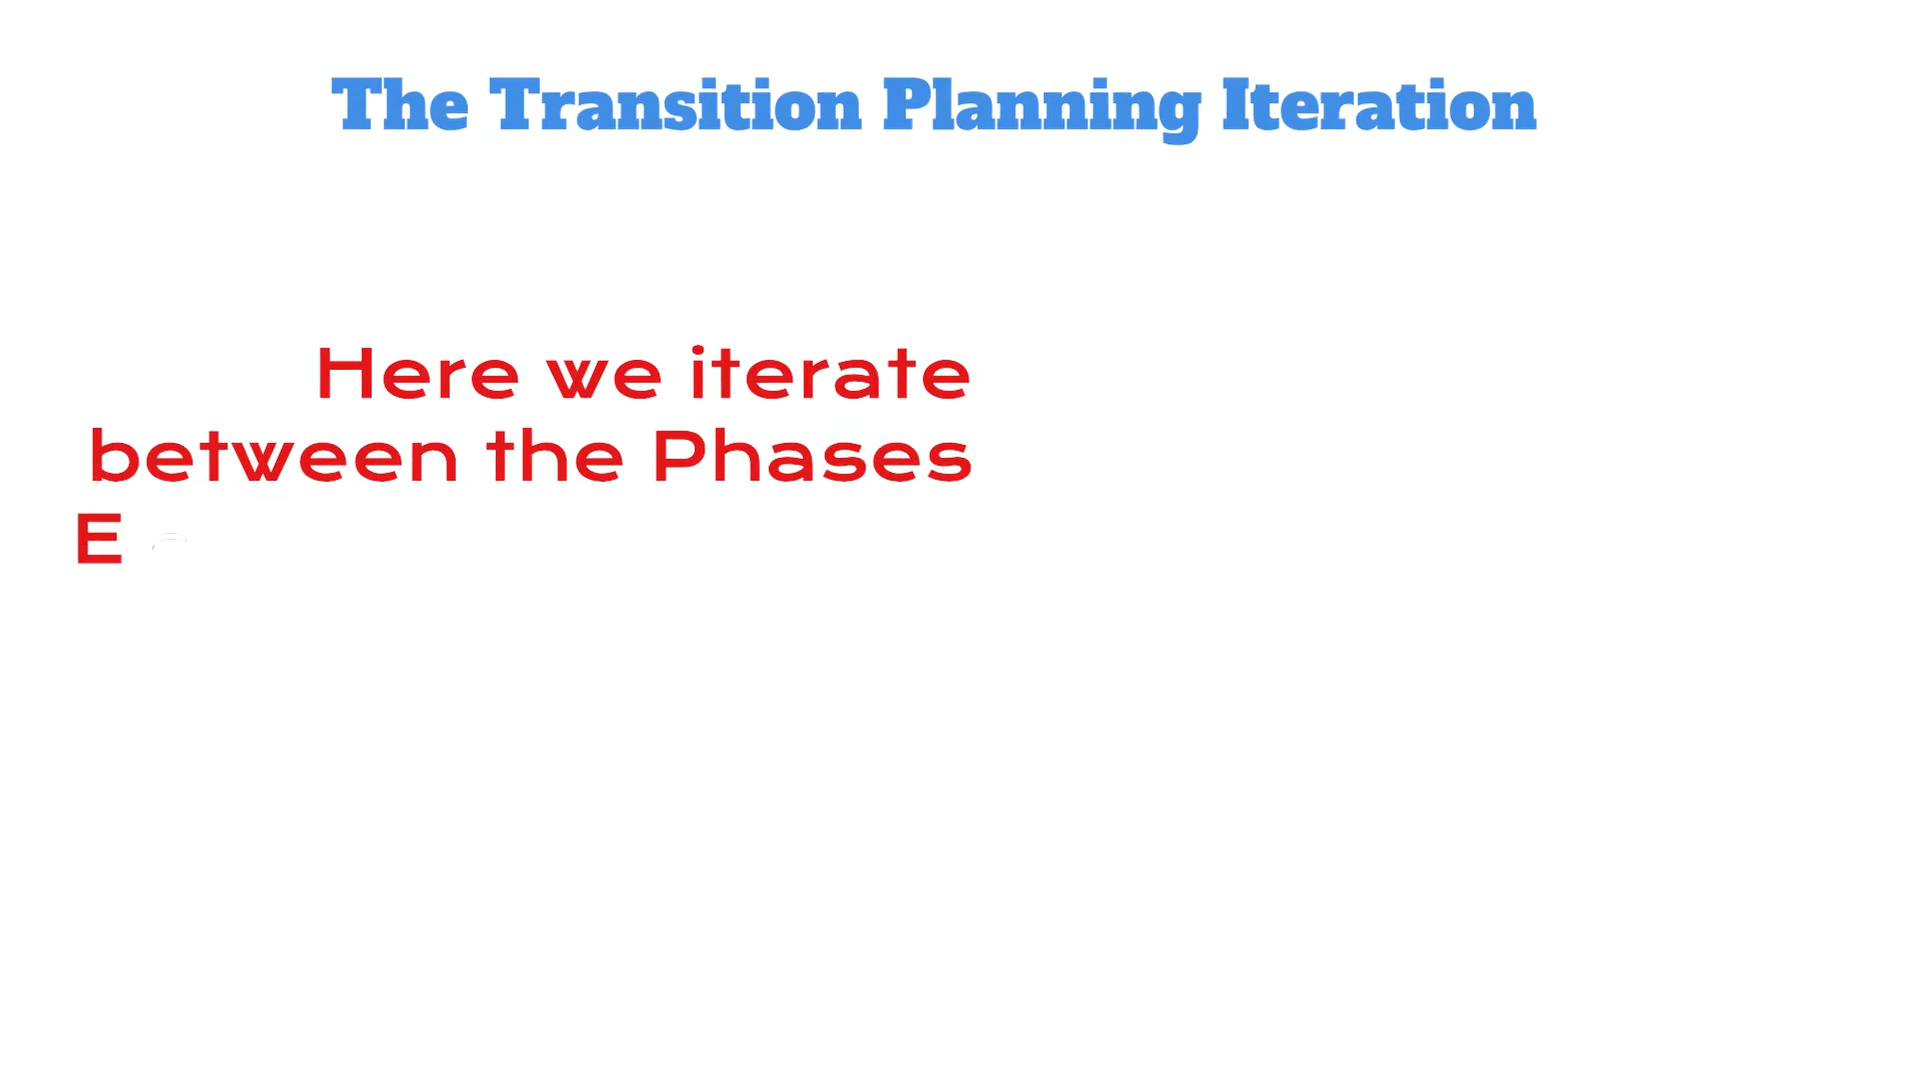 The Transition Planning Iteration
Here we iterate
between the Phases
E